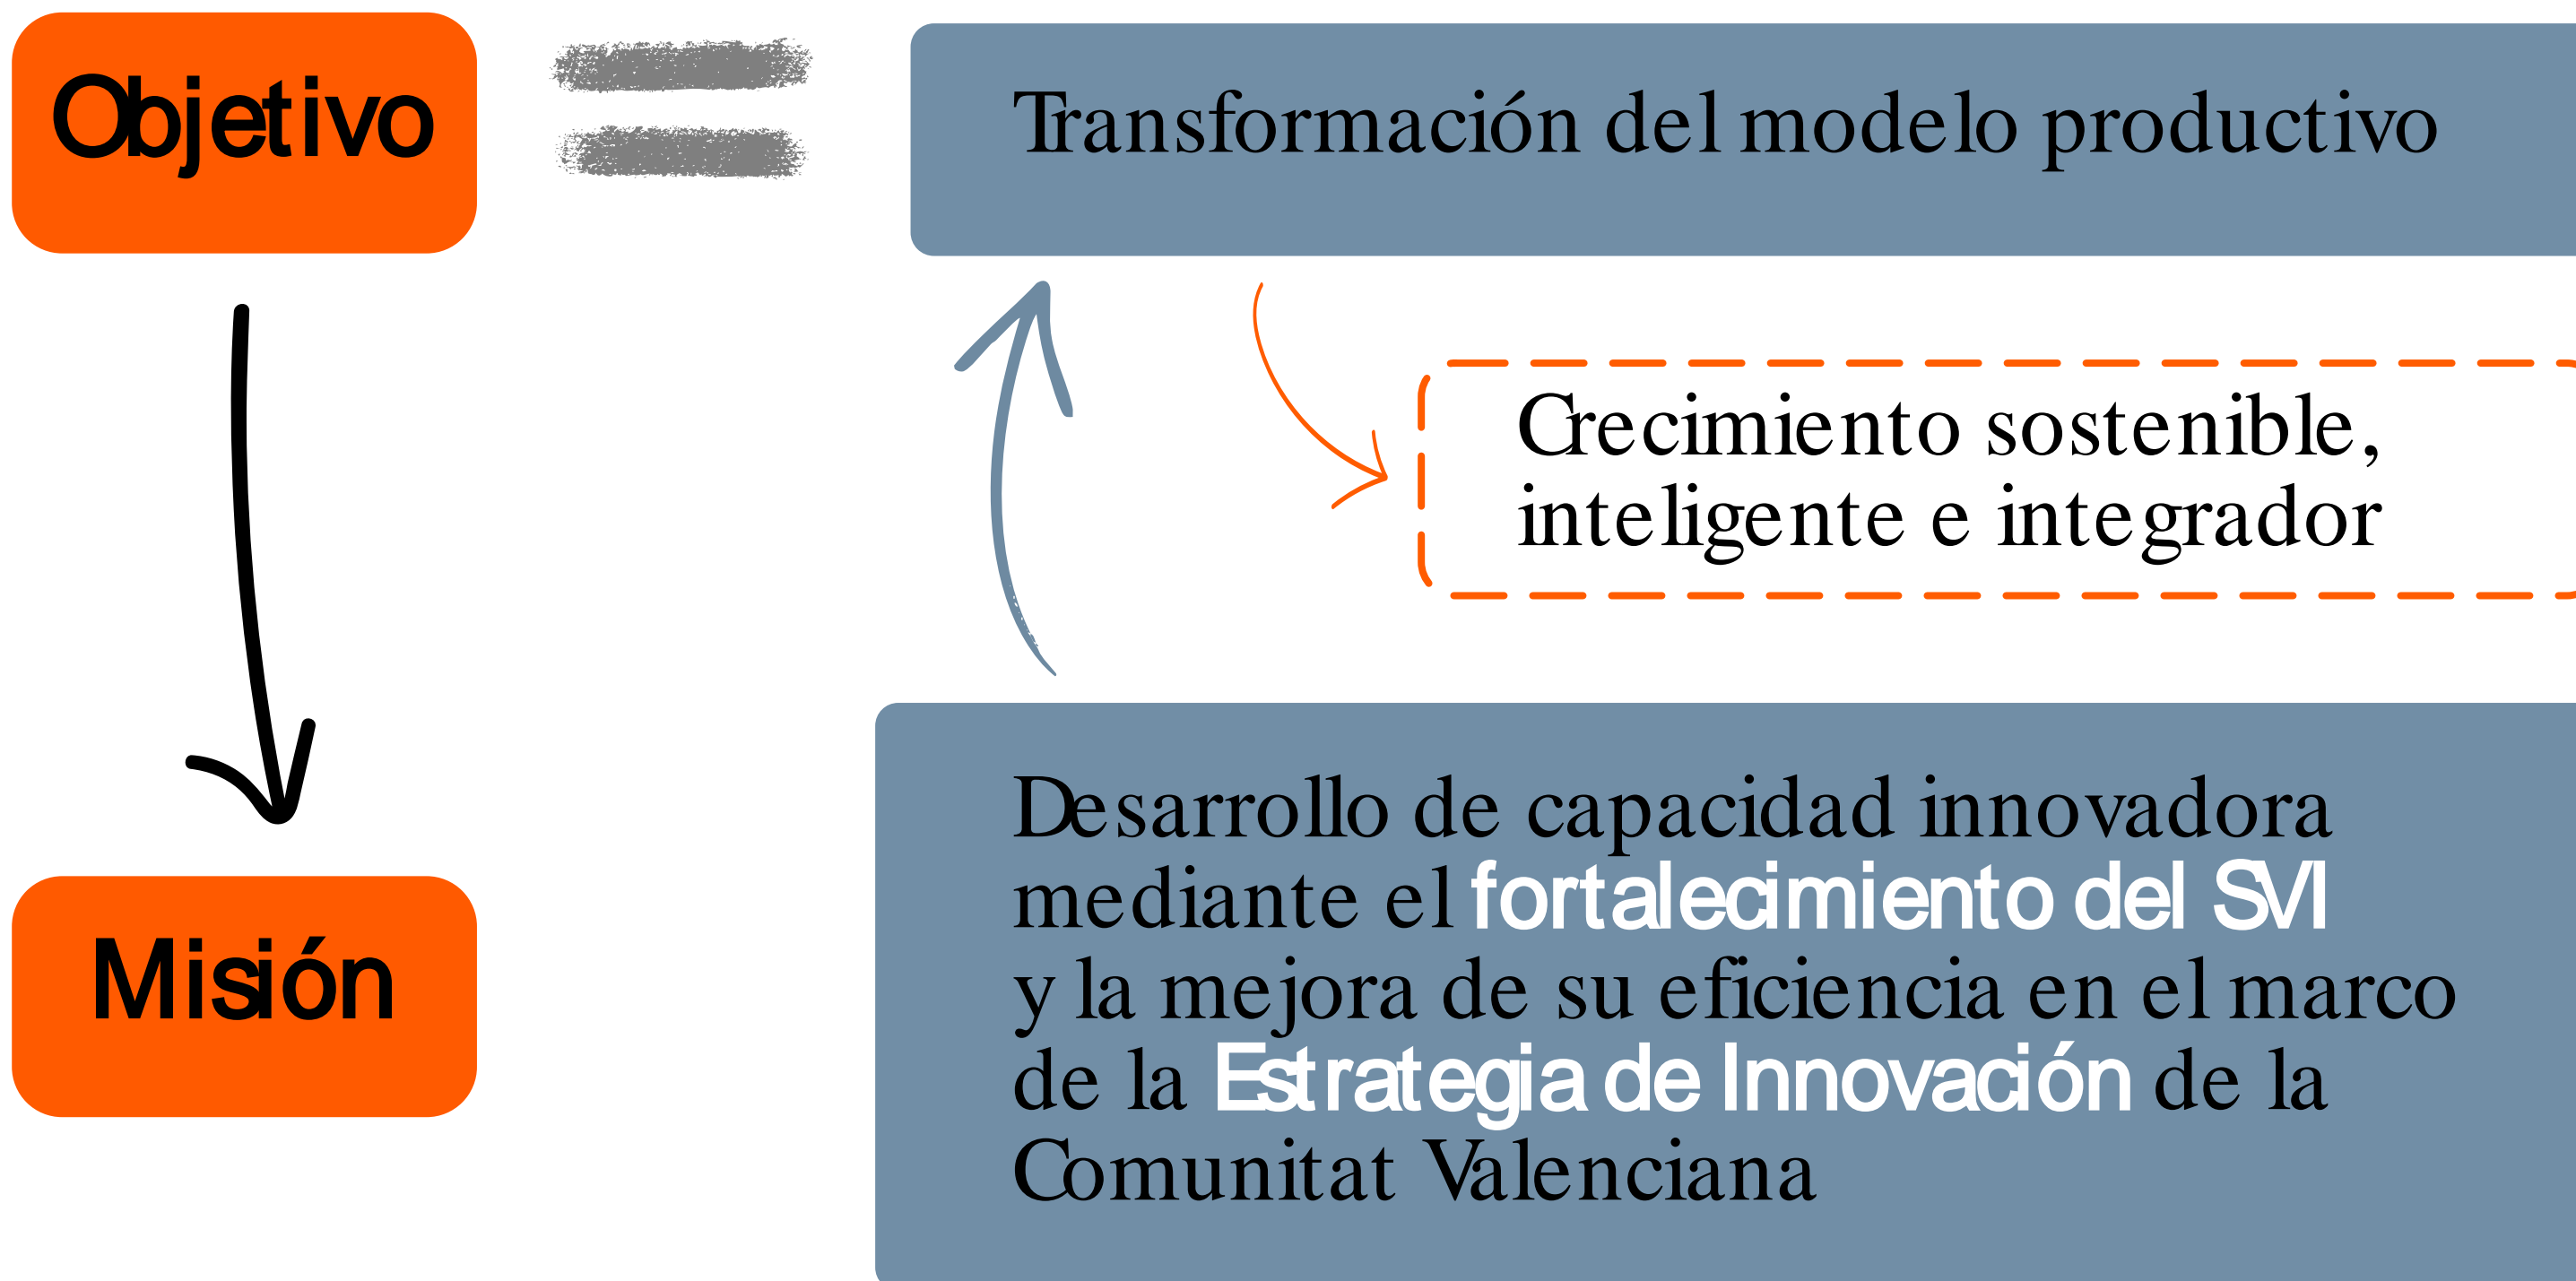 Objetivo
Transformación del modelo productivo
Crecimiento sostenible,
inteligente e integrador
Misión
Desarrollo de capacidad innovadora
mediante el fortalecimiento del SVI
y la mejora de su eficiencia en el marco
de la Estrategia de Innovación de la
Comunitat Valenciana